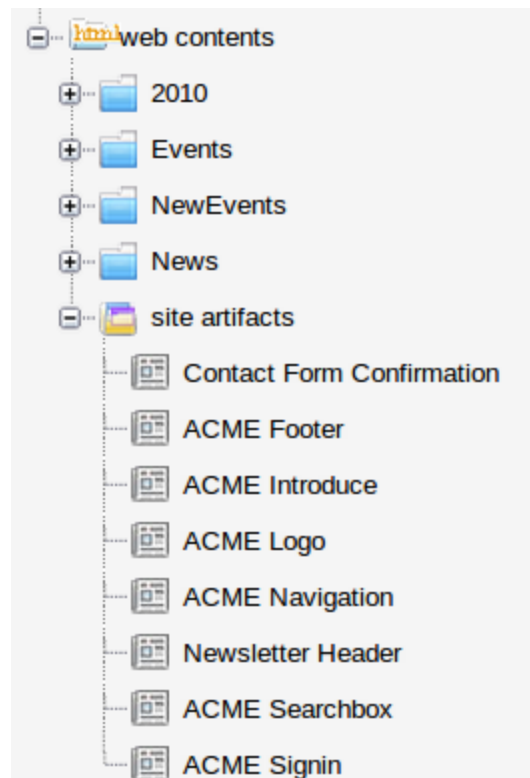 html web contents
2010
Events
NewEvents
News
site artifacts
Contact Form Confirmation
ACME Footer
ACME Introduce
ACME Logo
ACME Navigation
Newsletter Header
ACME Searchbox
ACME Signin